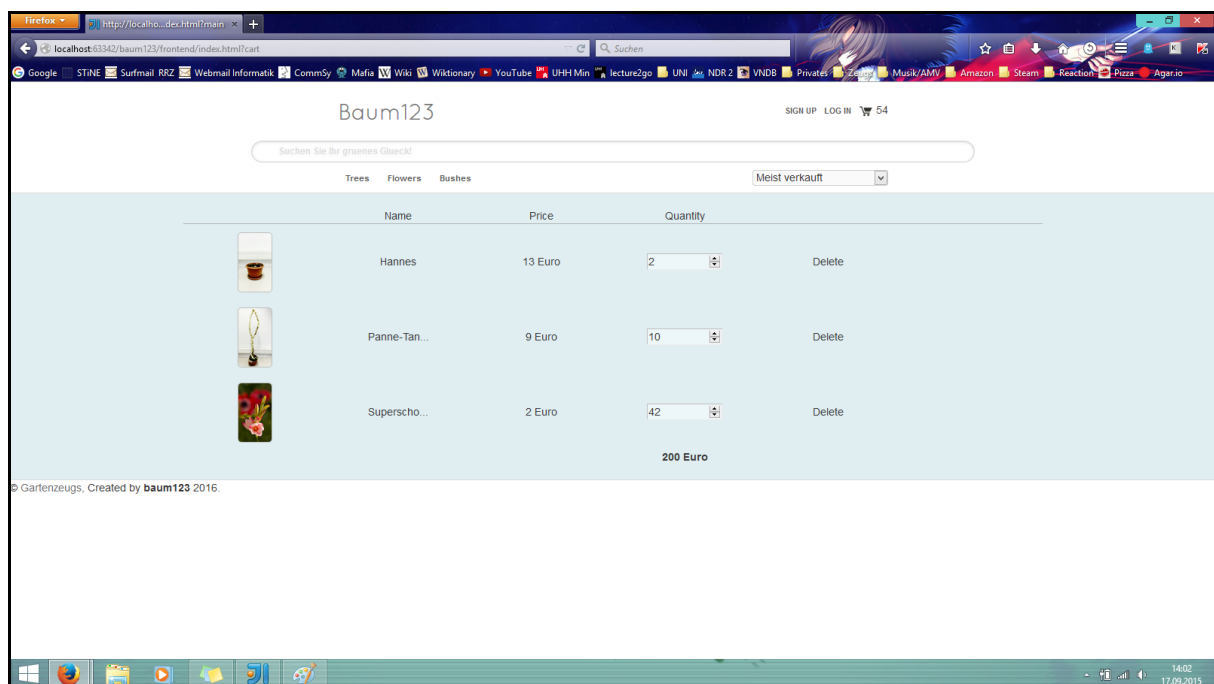 Firefox
http://localho...dex.html?main × +
localhost:63342/baum123/frontend/index.html?cart
Suchen
Google STiNE Surfmail RRZ Webmail Informatik CommSy Mafia Wiki Wiktionary YouTube UHH Min lecture2go UNI NDR 2 VNDB Privates Musik/AMV Amazon Steam Reaction Pizza Agar.io
Baum123
SIGN UP LOG IN 54
Suchen Sie Ihr gruenes Glueck!
Trees Flowers Bushes
Meist verkauft
Name Price Quantity
Hannes 13 Euro 2 Delete
Panne-Tan... 9 Euro 10 Delete
Superscho... 2 Euro 42 Delete
200 Euro
© Gartenzeugs, Created by baum123 2016.
14:02
17.09.2015